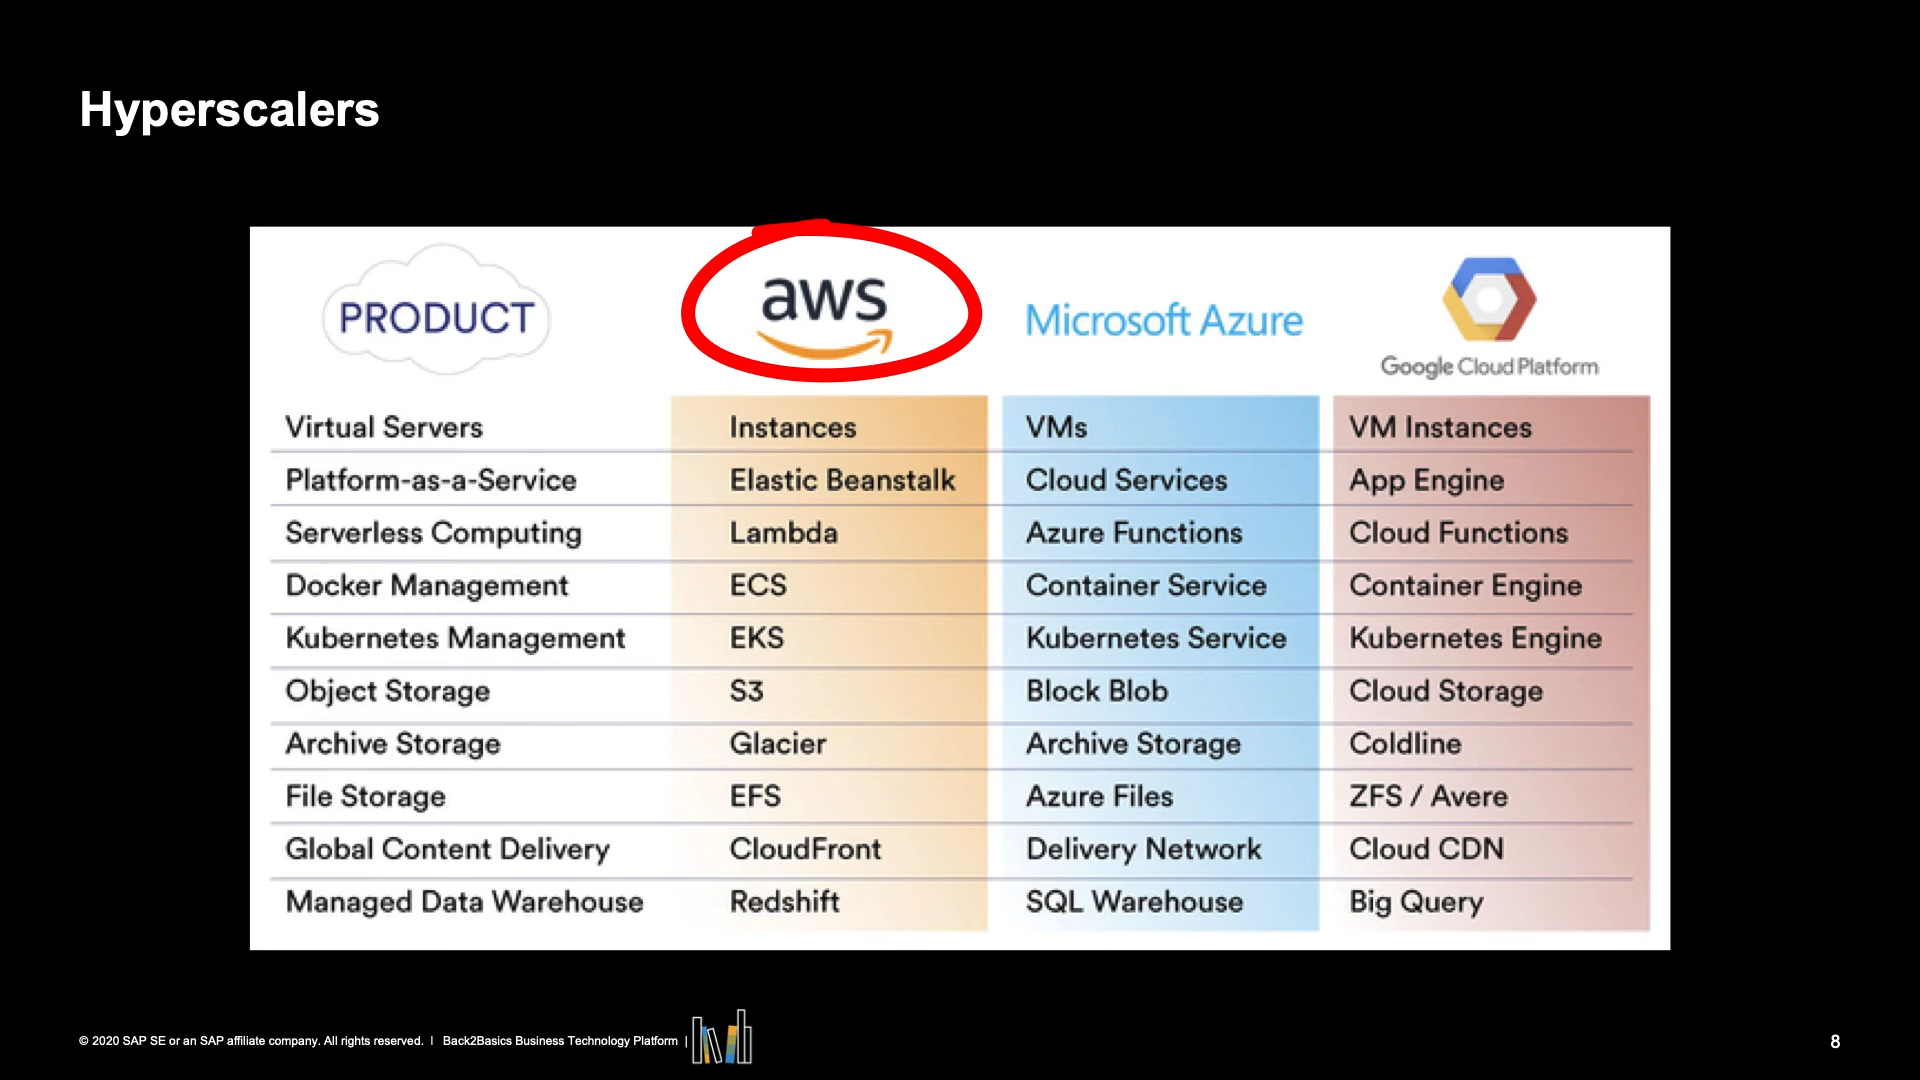 Hyperscalers
PRODUCT aws Microsoft Azure Google Cloud Platform
Virtual Servers Instances VMs VM Instances
Platform-as-a-Service Elastic Beanstalk Cloud Services App Engine
Serverless Computing Lambda Azure Functions Cloud Functions
Docker Management ECS Container Service Container Engine
Kubernetes Management EKS Kubernetes Service Kubernetes Engine
Object Storage S3 Block Blob Cloud Storage
Archive Storage Glacier Archive Storage Coldline
File Storage EFS Azure Files ZFS / Avere
Global Content Delivery CloudFront Delivery Network Cloud CDN
Managed Data Warehouse Redshift SQL Warehouse Big Query
© 2020 SAP SE or an SAP affiliate company. All rights reserved. | Back2Basics Business Technology Platform | 8